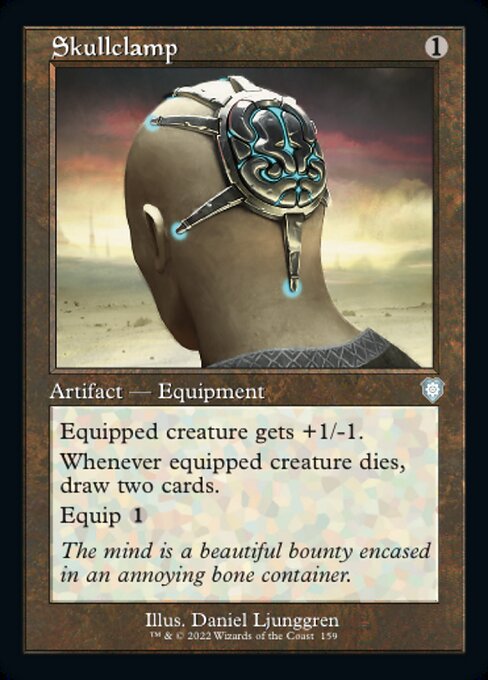 Skullclamp 1
Artifact — Equipment
Equipped creature gets +1/-1.
Whenever equipped creature dies,
draw two cards.
Equip 1
The mind is a beautiful bounty encased
in an annoying bone container.
Illus. Daniel Ljunggren
™ & © 2022 Wizards of the Coast 159